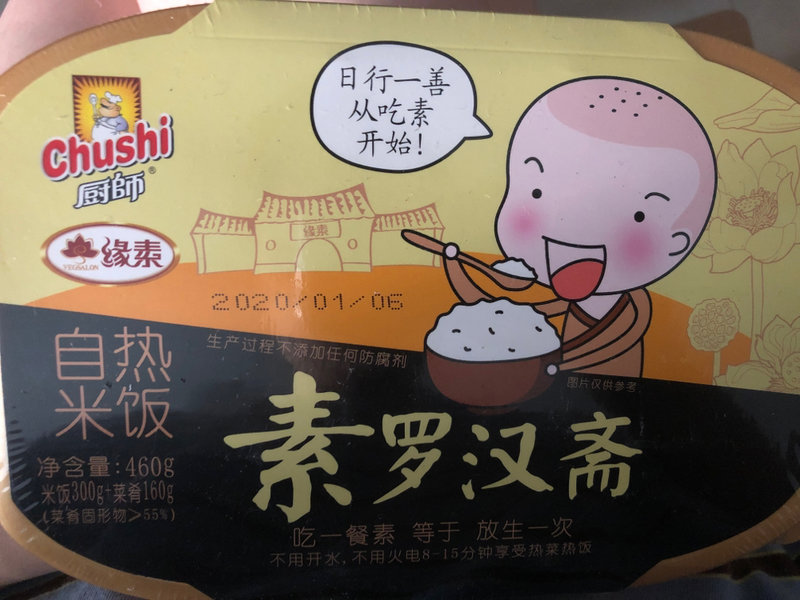 日行一善
从吃素
开始!
Chushi
厨師®
VEGSALON
缘素
缘素
2020/01/06
生产过程不添加任何防腐剂
自热
米饭
图片仅供参考
素罗汉斋
净含量:460g
米饭300g+菜肴160g
(菜肴固形物≥55%)
吃一餐素 等于 放生一次
不用开水,不用火电8-15分钟享受热菜热饭